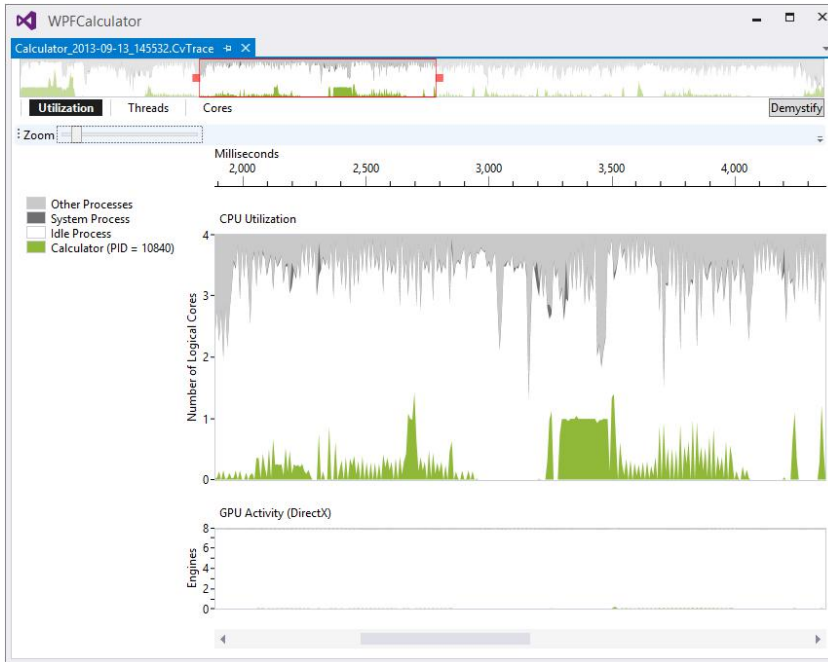 WPFCalculator
Calculator_2013-09-13_145532.CvTrace
Utilization Threads Cores Demystify
Zoom
Milliseconds
2,000 2,500 3,000 3,500 4,000
Other Processes
System Process
Idle Process
Calculator (PID = 10840)
CPU Utilization
Number of Logical Cores
4
3
2
1
0
GPU Activity (DirectX)
Engines
8
6
4
2
0